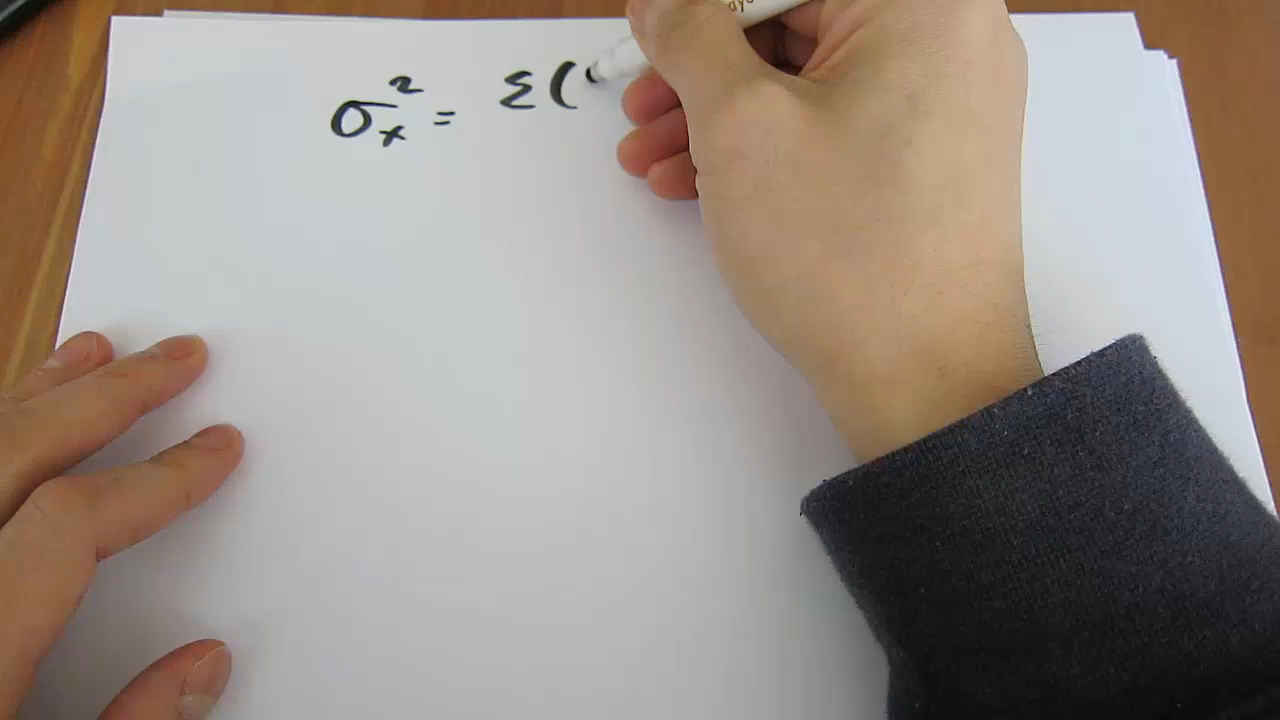 σₓ² = Σ (